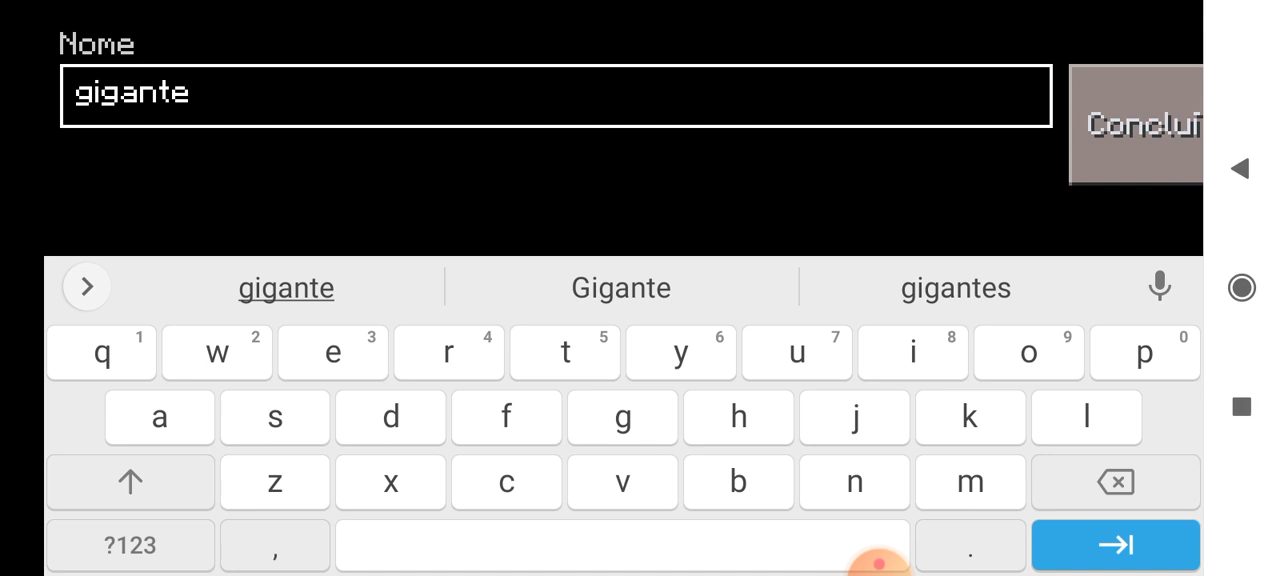 Nome
gigante
Conclui
gigante Gigante gigantes
q 1 w 2 e 3 r 4 t 5 y 6 u 7 i 8 o 9 p 0
a s d f g h j k l
z x c v b n m
?123 , .